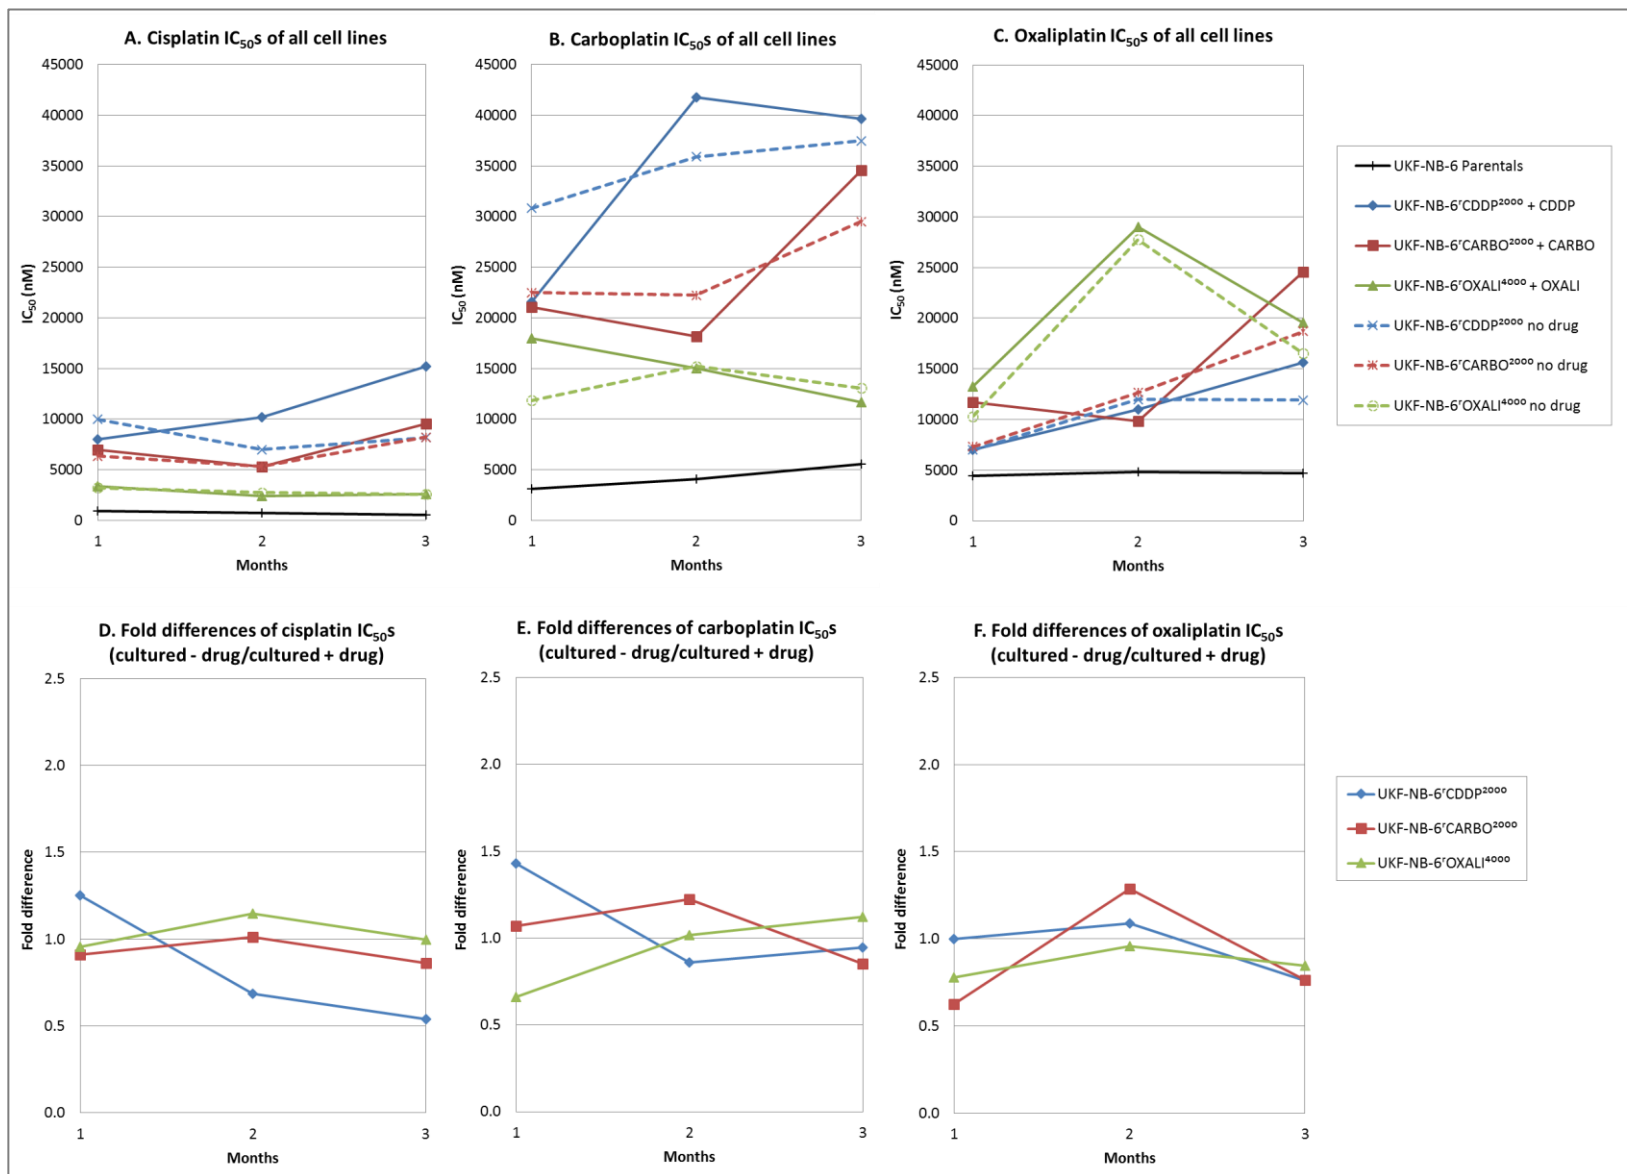 A. Cisplatin IC₅₀s of all cell lines
45000
40000
35000
30000
25000
20000
15000
10000
5000
0
IC₅₀ (nM)
1 2 3
Months
B. Carboplatin IC₅₀s of all cell lines
45000
40000
35000
30000
25000
20000
15000
10000
5000
0
IC₅₀ (nM)
1 2 3
Months
C. Oxaliplatin IC₅₀s of all cell lines
45000
40000
35000
30000
25000
20000
15000
10000
5000
0
IC₅₀ (nM)
1 2 3
Months
UKF-NB-6 Parentals
UKF-NB-6ʳCDDP²⁰⁰⁰ + CDDP
UKF-NB-6ʳCARBO²⁰⁰⁰ + CARBO
UKF-NB-6ʳOXALI⁴⁰⁰⁰ + OXALI
UKF-NB-6ʳCDDP²⁰⁰⁰ no drug
UKF-NB-6ʳCARBO²⁰⁰⁰ no drug
UKF-NB-6ʳOXALI⁴⁰⁰⁰ no drug
D. Fold differences of cisplatin IC₅₀s
(cultured - drug/cultured + drug)
2.5
2.0
1.5
1.0
0.5
0.0
Fold difference
1 2 3
Months
E. Fold differences of carboplatin IC₅₀s
(cultured - drug/cultured + drug)
2.5
2.0
1.5
1.0
0.5
0.0
Fold difference
1 2 3
Months
F. Fold differences of oxaliplatin IC₅₀s
(cultured - drug/cultured + drug)
2.5
2.0
1.5
1.0
0.5
0.0
Fold difference
1 2 3
Months
UKF-NB-6ʳCDDP²⁰⁰⁰
UKF-NB-6ʳCARBO²⁰⁰⁰
UKF-NB-6ʳOXALI⁴⁰⁰⁰